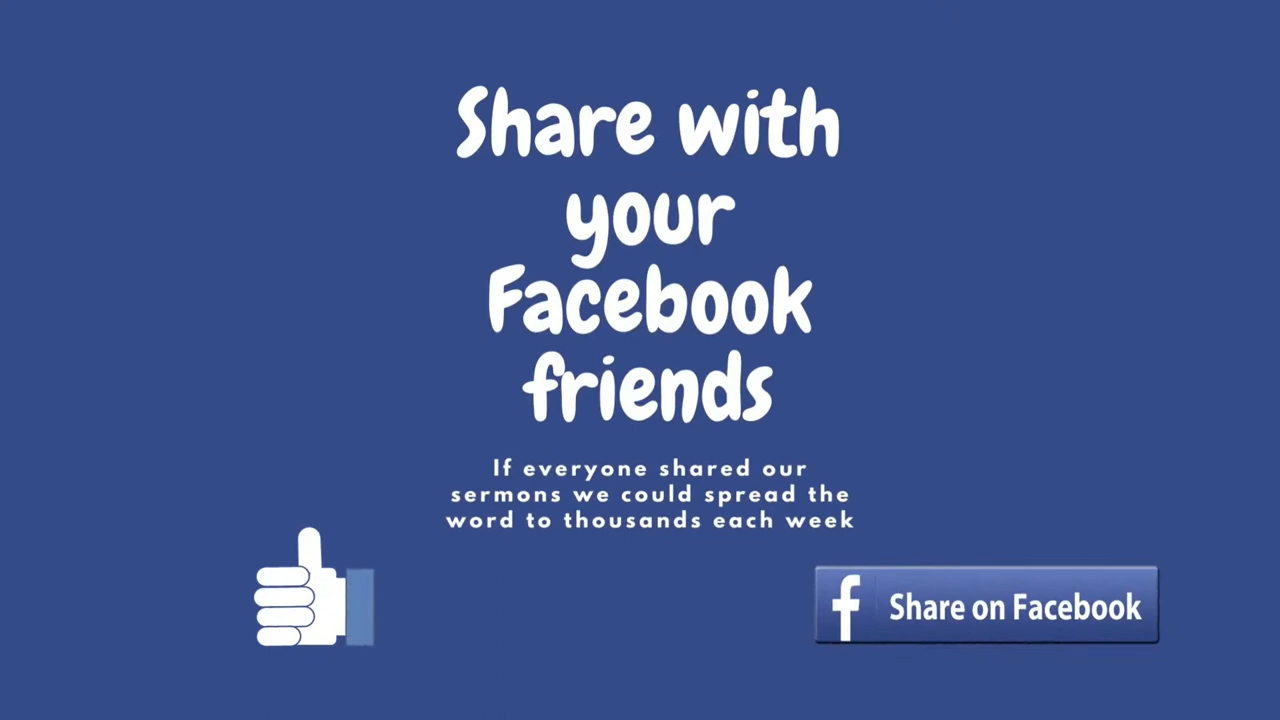 Share with
your
Facebook
friends
If everyone shared our
sermons we could spread the
word to thousands each week
f Share on Facebook